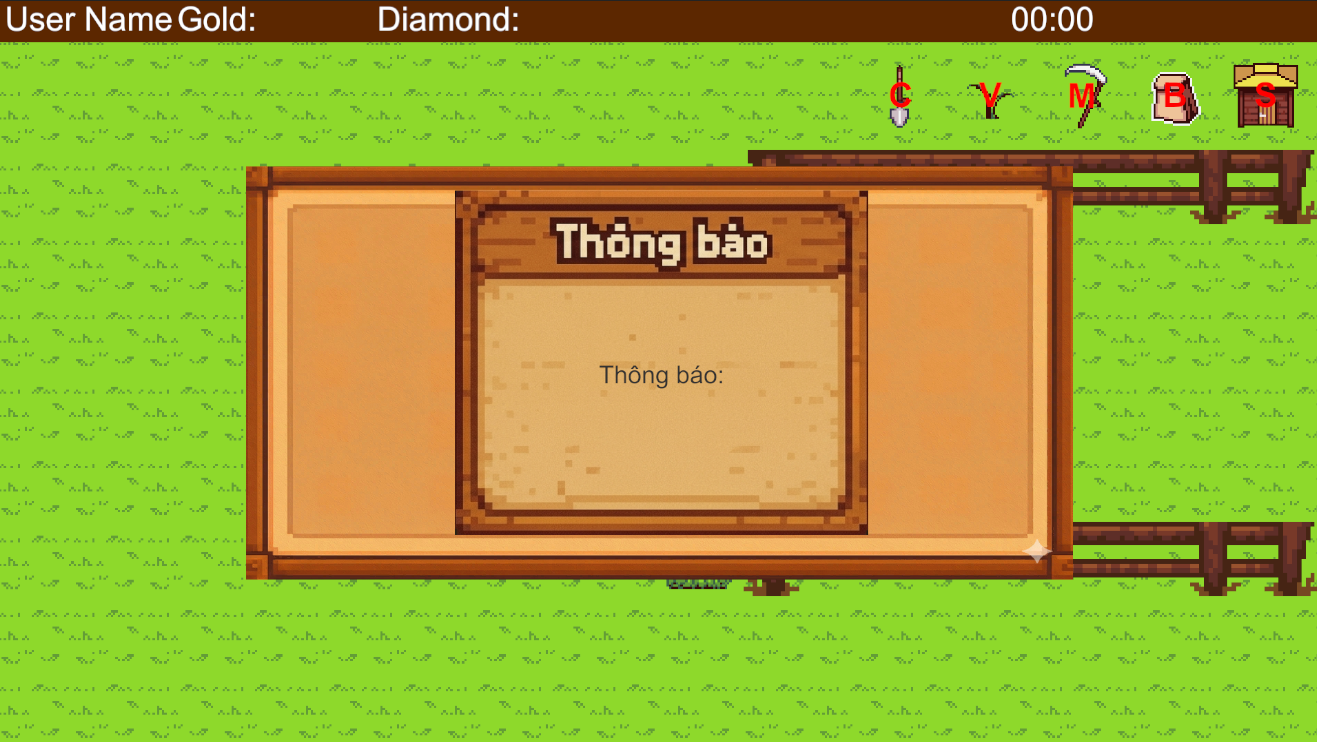 User Name Gold: Diamond: 00:00
C V M B S
Thông báo
Thông báo: